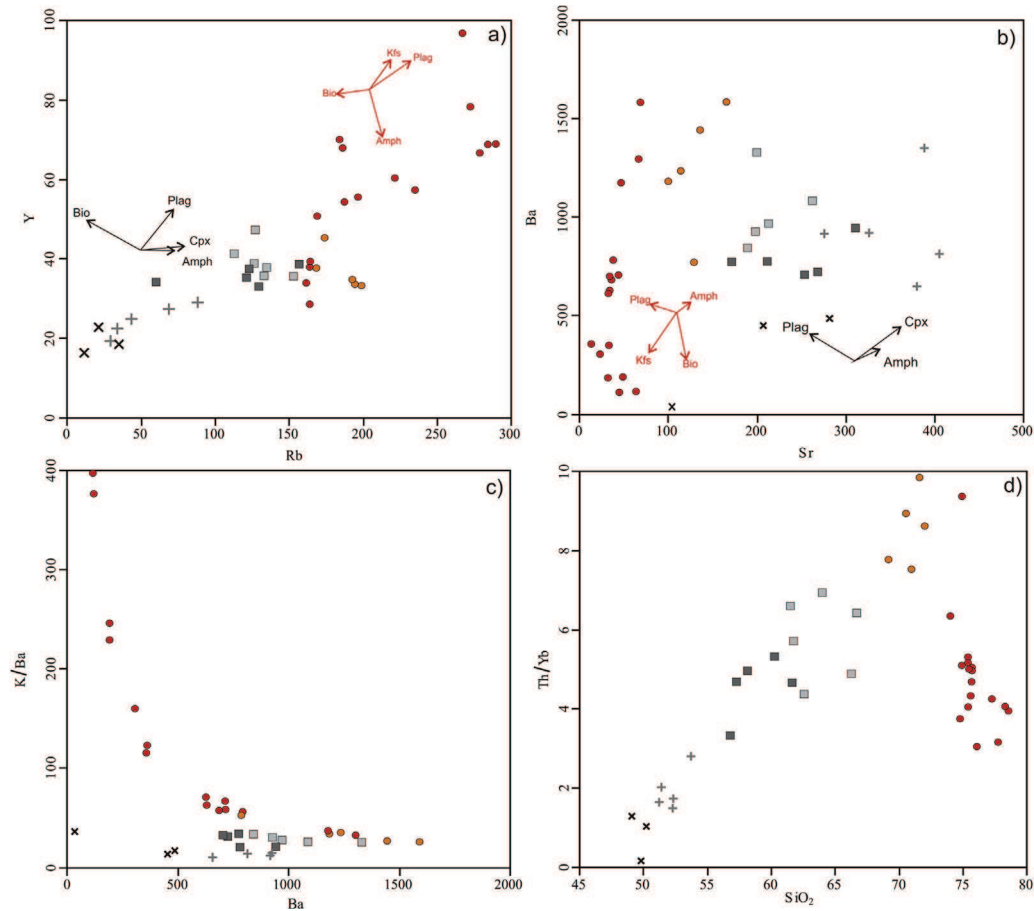 a)
100
80
60
40
20
0
Y
Kfs
Plag
Bio
Amph
Bio
Plag
Cpx
Amph
0 50 100 150 200 250 300
Rb
b)
2000
1500
1000
500
0
Ba
Plag
Amph
Kfs
Bio
Plag
Cpx
Amph
0 100 200 300 400 500
Sr
c)
400
300
200
100
50
0
K/Ba
0 500 1000 1500 2000
Ba
d)
10
8
6
4
2
0
Th/Yb
45 50 55 60 65 70 75 80
SiO₂